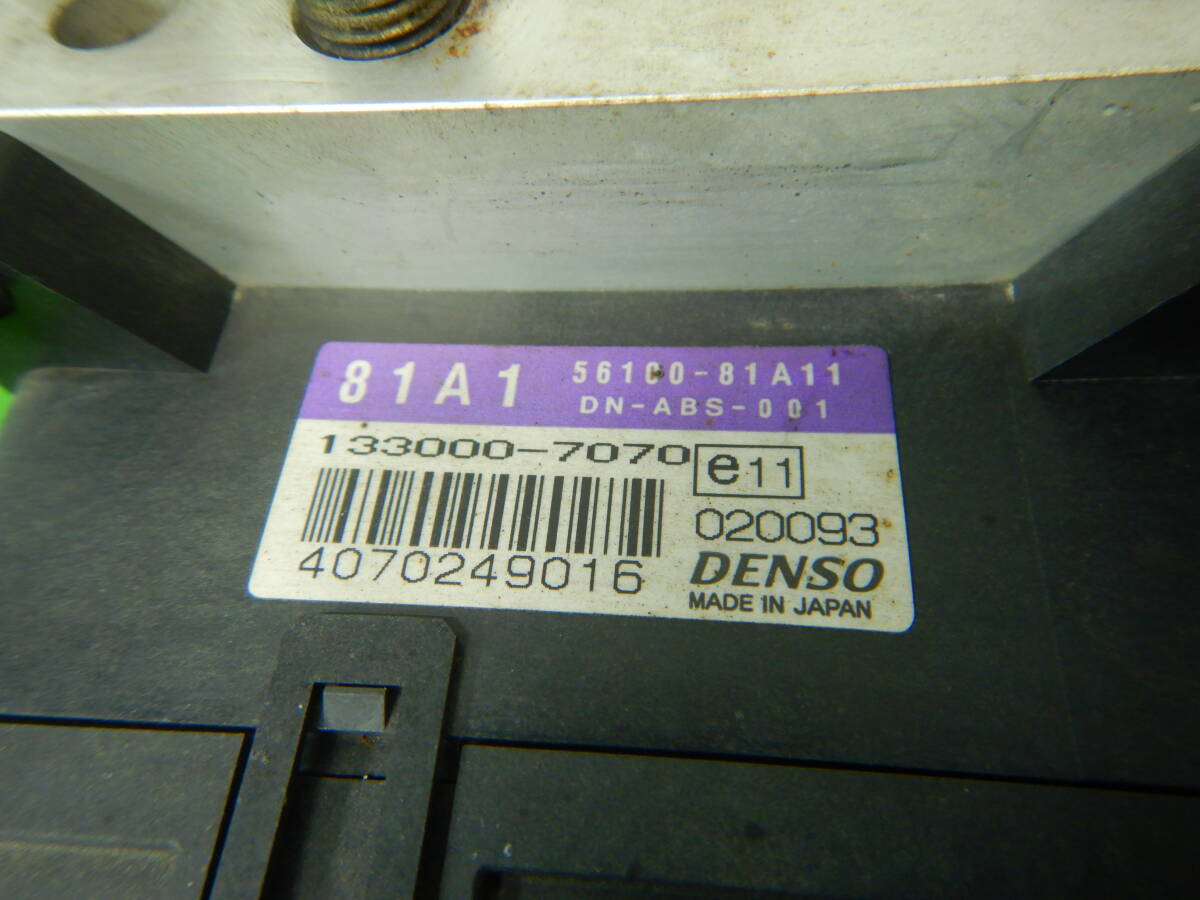 81A1 56100-81A11
DN-ABS-001
133000-7070 e11
020093
4070249016 DENSO
MADE IN JAPAN